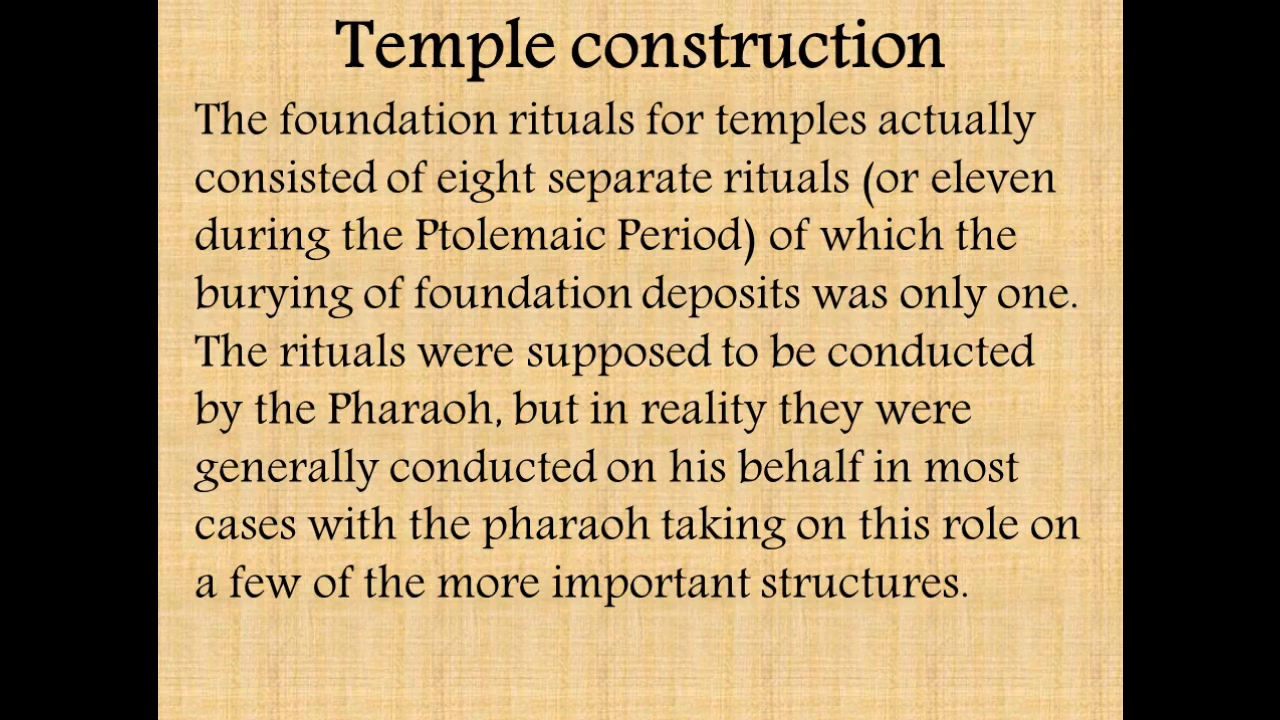 Temple construction
The foundation rituals for temples actually
consisted of eight separate rituals (or eleven
during the Ptolemaic Period) of which the
burying of foundation deposits was only one.
The rituals were supposed to be conducted
by the Pharaoh, but in reality they were
generally conducted on his behalf in most
cases with the pharaoh taking on this role on
a few of the more important structures.